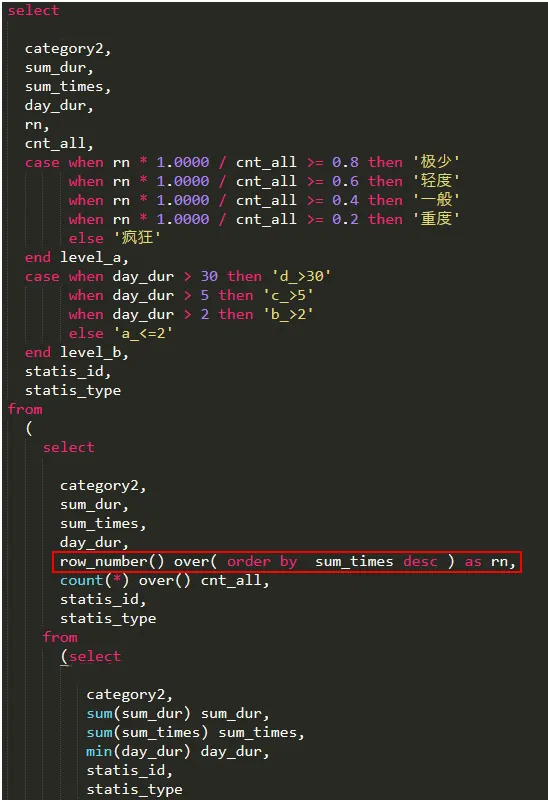 select
category2,
sum_dur,
sum_times,
day_dur,
rn,
cnt_all,
case when rn * 1.0000 / cnt_all >= 0.8 then '极少'
when rn * 1.0000 / cnt_all >= 0.6 then '轻度'
when rn * 1.0000 / cnt_all >= 0.4 then '一般'
when rn * 1.0000 / cnt_all >= 0.2 then '重度'
else '疯狂'
end level_a,
case when day_dur > 30 then 'd_>30'
when day_dur > 5 then 'c_>5'
when day_dur > 2 then 'b_>2'
else 'a_<=2'
end level_b,
statis_id,
statis_type
from
(
select
category2,
sum_dur,
sum_times,
day_dur,
row_number() over( order by  sum_times desc ) as rn,
count(*) over() cnt_all,
statis_id,
statis_type
from
(select
category2,
sum(sum_dur) sum_dur,
sum(sum_times) sum_times,
min(day_dur) day_dur,
statis_id,
statis_type